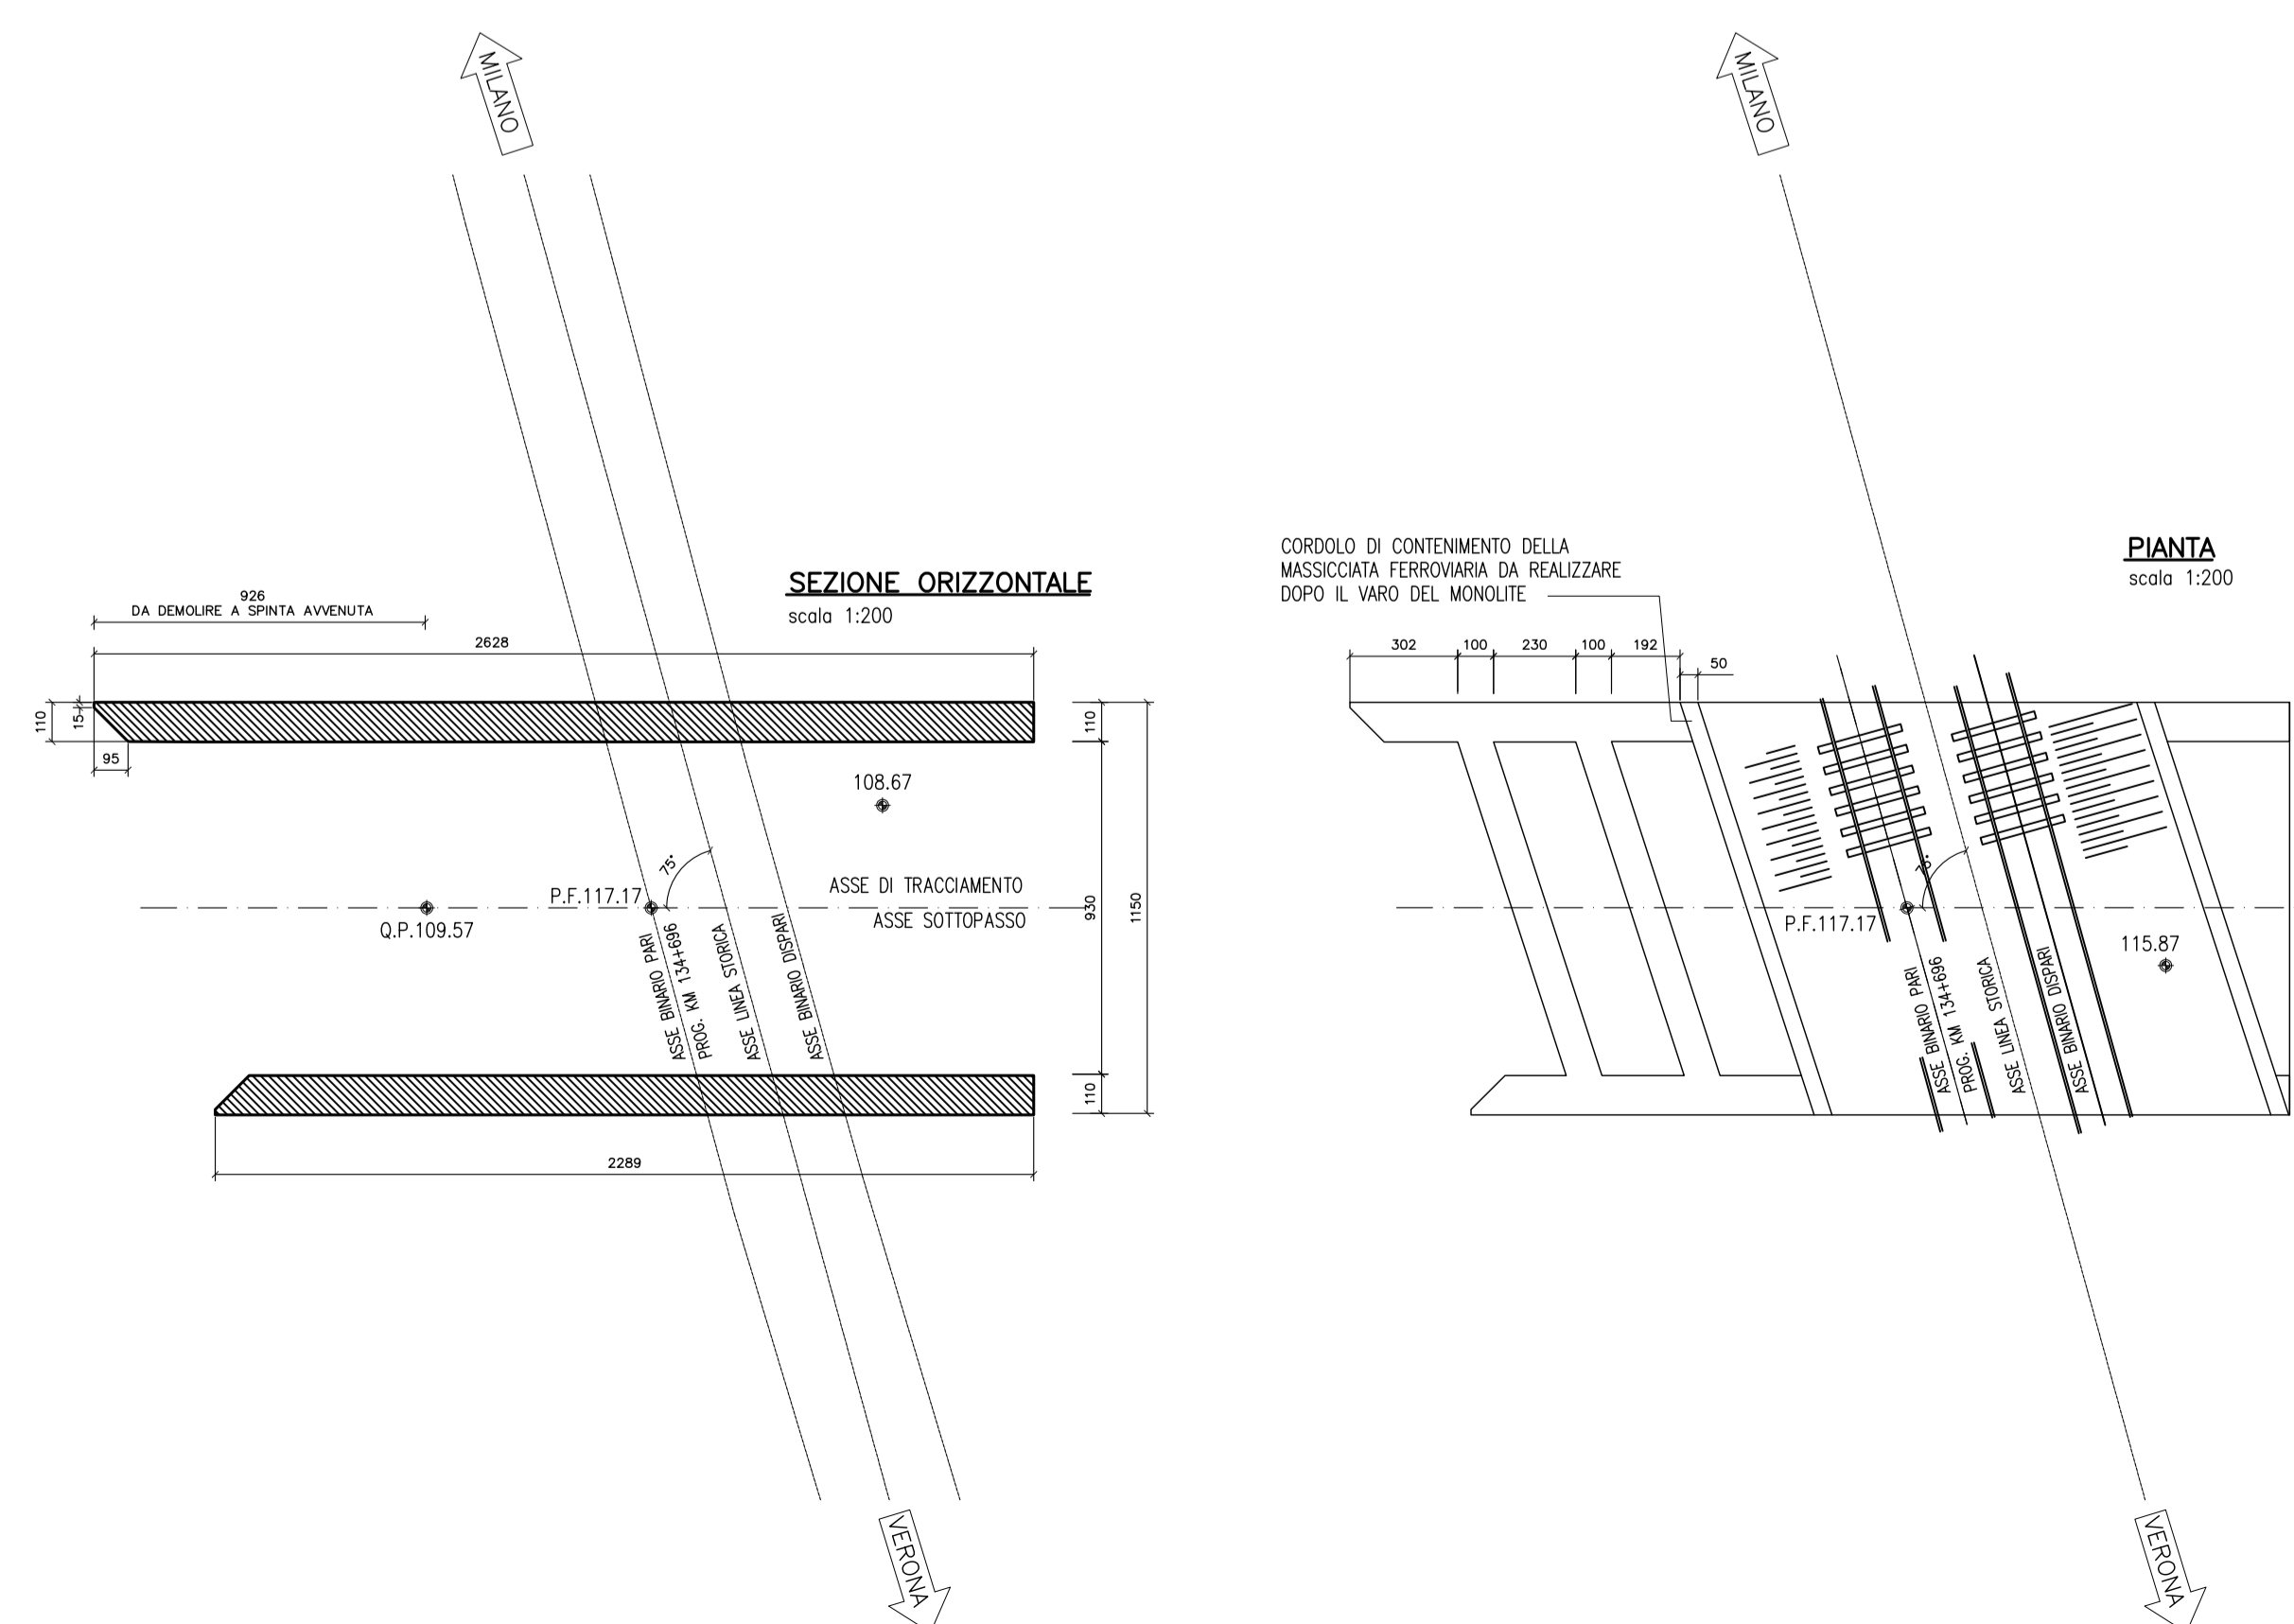 MILANO
SEZIONE ORIZZONTALE
scala 1:200
926
DA DEMOLIRE A SPINTA AVVENUTA
2628
110
15
95
110
108.67
75°
ASSE DI TRACCIAMENTO
P.F.117.17
Q.P.109.57
ASSE SOTTOPASSO
930
1150
ASSE BINARIO PARI
PROG. KM 134+696
ASSE LINEA STORICA
ASSE BINARIO DISPARI
110
2289
VERONA
MILANO
CORDOLO DI CONTENIMENTO DELLA
MASSICCIATA FERROVIARIA DA REALIZZARE
DOPO IL VARO DEL MONOLITE
PIANTA
scala 1:200
302
100
230
100
192
50
75°
P.F.117.17
115.87
ASSE BINARIO PARI
PROG. KM 134+696
ASSE LINEA STORICA
ASSE BINARIO DISPARI
VERONA